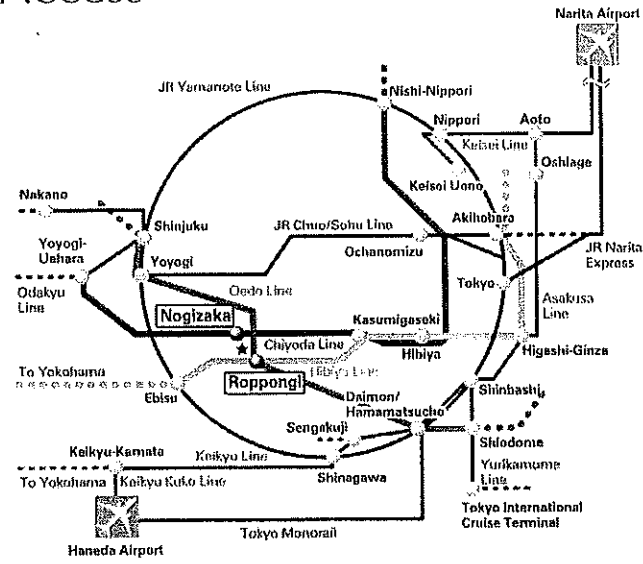 Access
Narita Airport
JR Yamanote Line
Nishi-Nippori
Nippori
Aoto
Keisei Line
Oshiage
Keisei Ueno
Nakano
Shinjuku
JR Chuo/Sobu Line
Akihabara
Ochanomizu
JR Narita
Express
Yoyogi-
Uehara
Yoyogi
Oedo Line
Tokyo
Odakyu
Line
Asakusa
Line
Nogizaka
Kasumigaseki
Chiyoda Line
Hibiya
Higashi-Ginza
To Yokohama
Hibiya Line
Roppongi
Ebisu
Daimon/
Hamamatsucho
Shinbashi
Sengakuji
Shiodome
Keikyu-Kamata
Keikyu Line
To Yokohama
Keikyu Kuko Line
Shinagawa
Yurikamome
Line
Tokyo International
Cruise Terminal
Tokyo Monorail
Haneda Airport